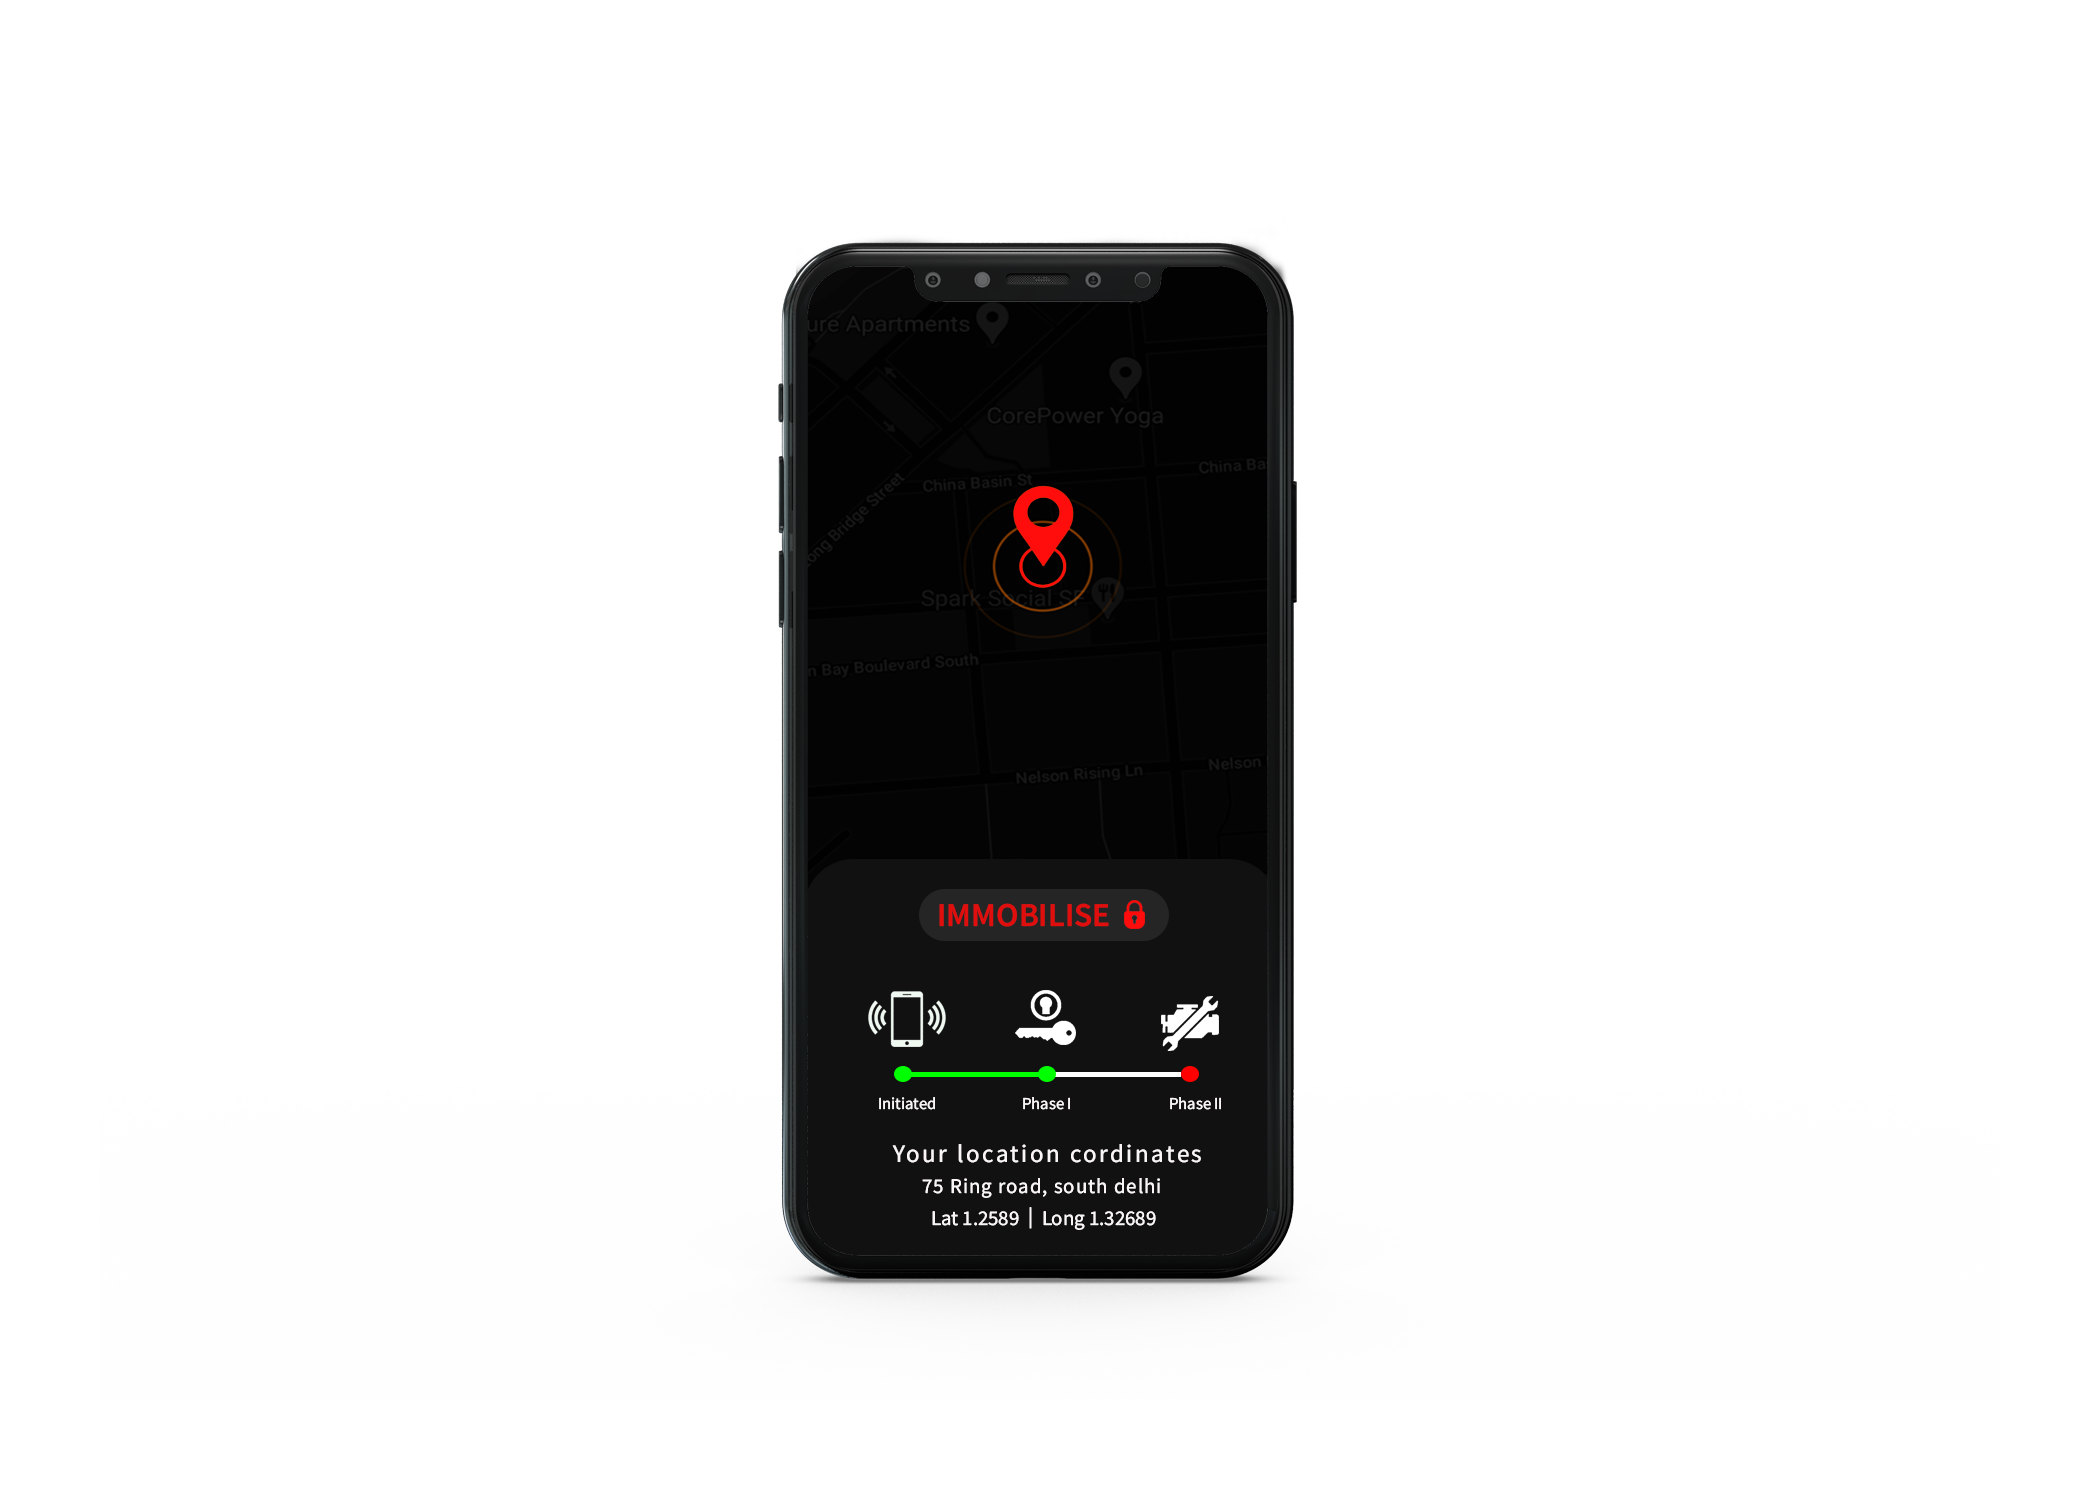 ure Apartments
CorePower Yoga
China Basin St
China Ba
ong Bridge Street
Spark Social SF
n Bay Boulevard South
Nelson Rising Ln
Nelson
IMMOBILISE
Initiated
Phase I
Phase II
Your location cordinates
75 Ring road, south delhi
Lat 1.2589 | Long 1.32689